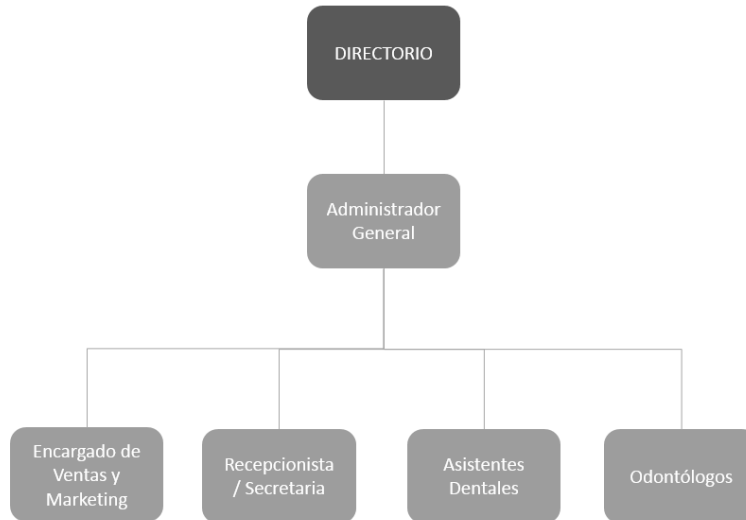 DIRECTORIO
Administrador
General
Encargado de
Ventas y
Marketing
Recepcionista
/ Secretaria
Asistentes
Dentales
Odontólogos